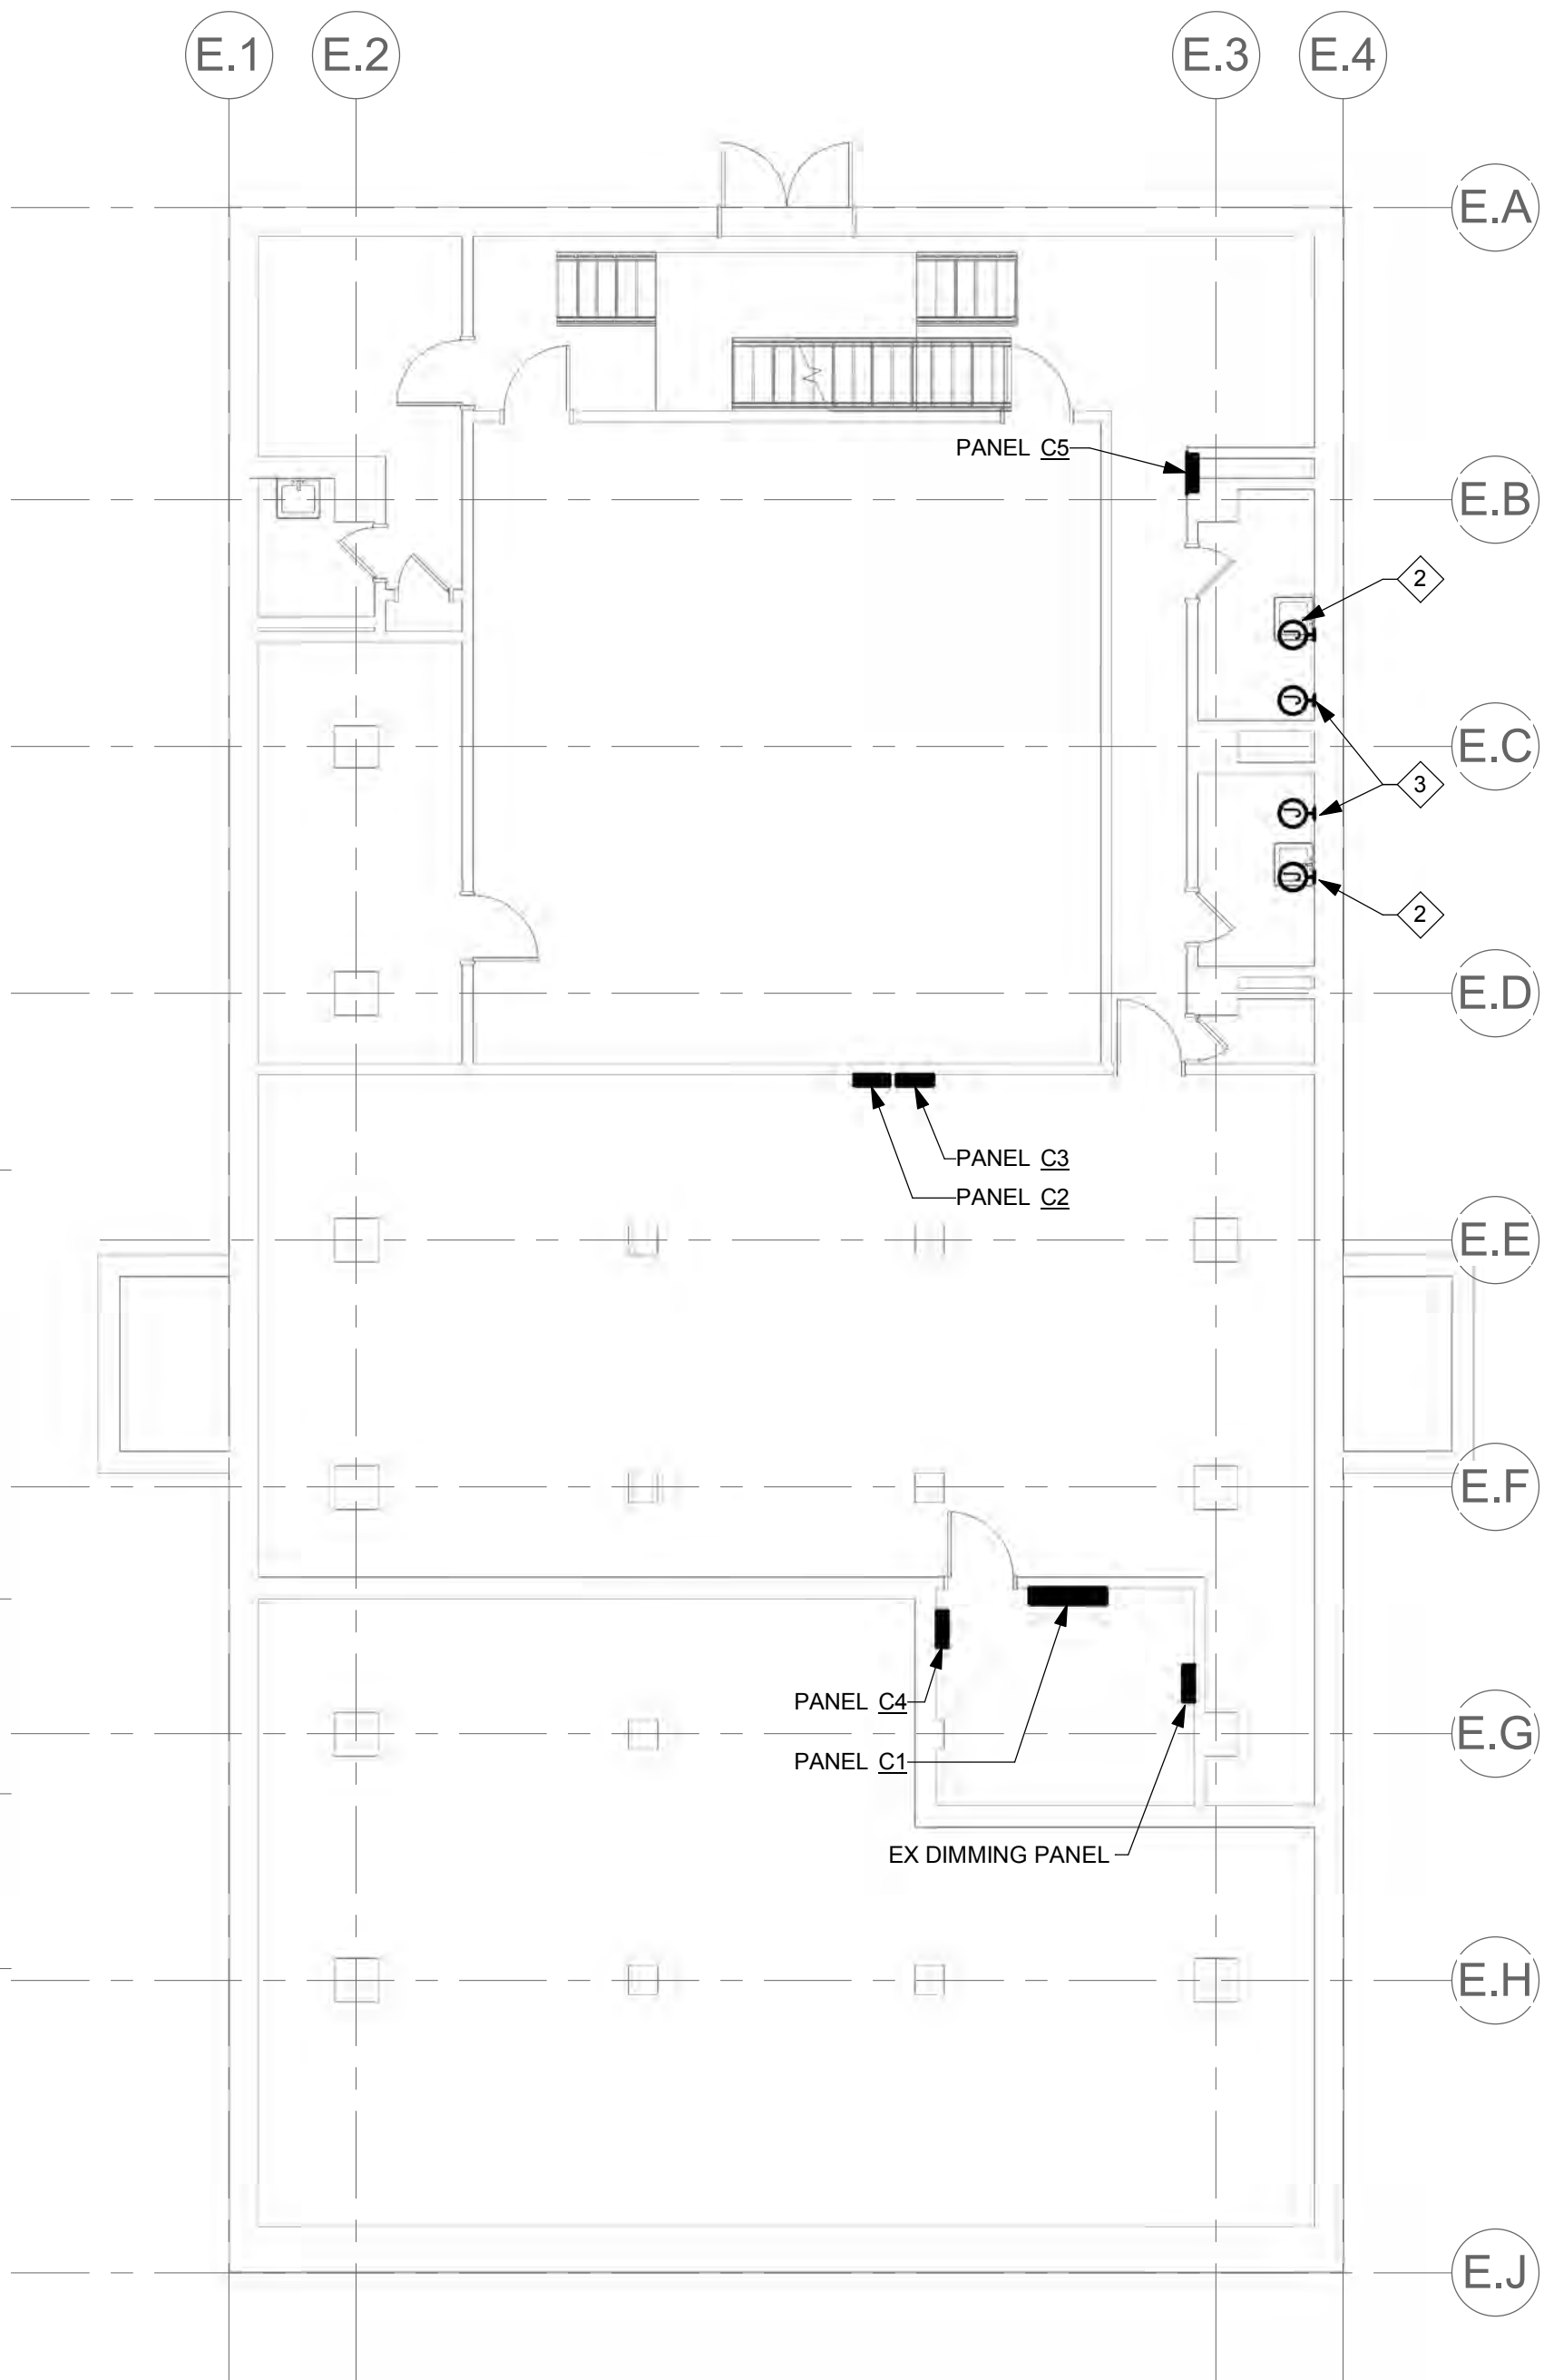 E.1 E.2 E.3 E.4
E.A
PANEL C5
E.B
2
E.C
3
2
E.D
PANEL C3
PANEL C2
E.E
E.F
PANEL C4
E.G
PANEL C1
EX DIMMING PANEL
E.H
E.J